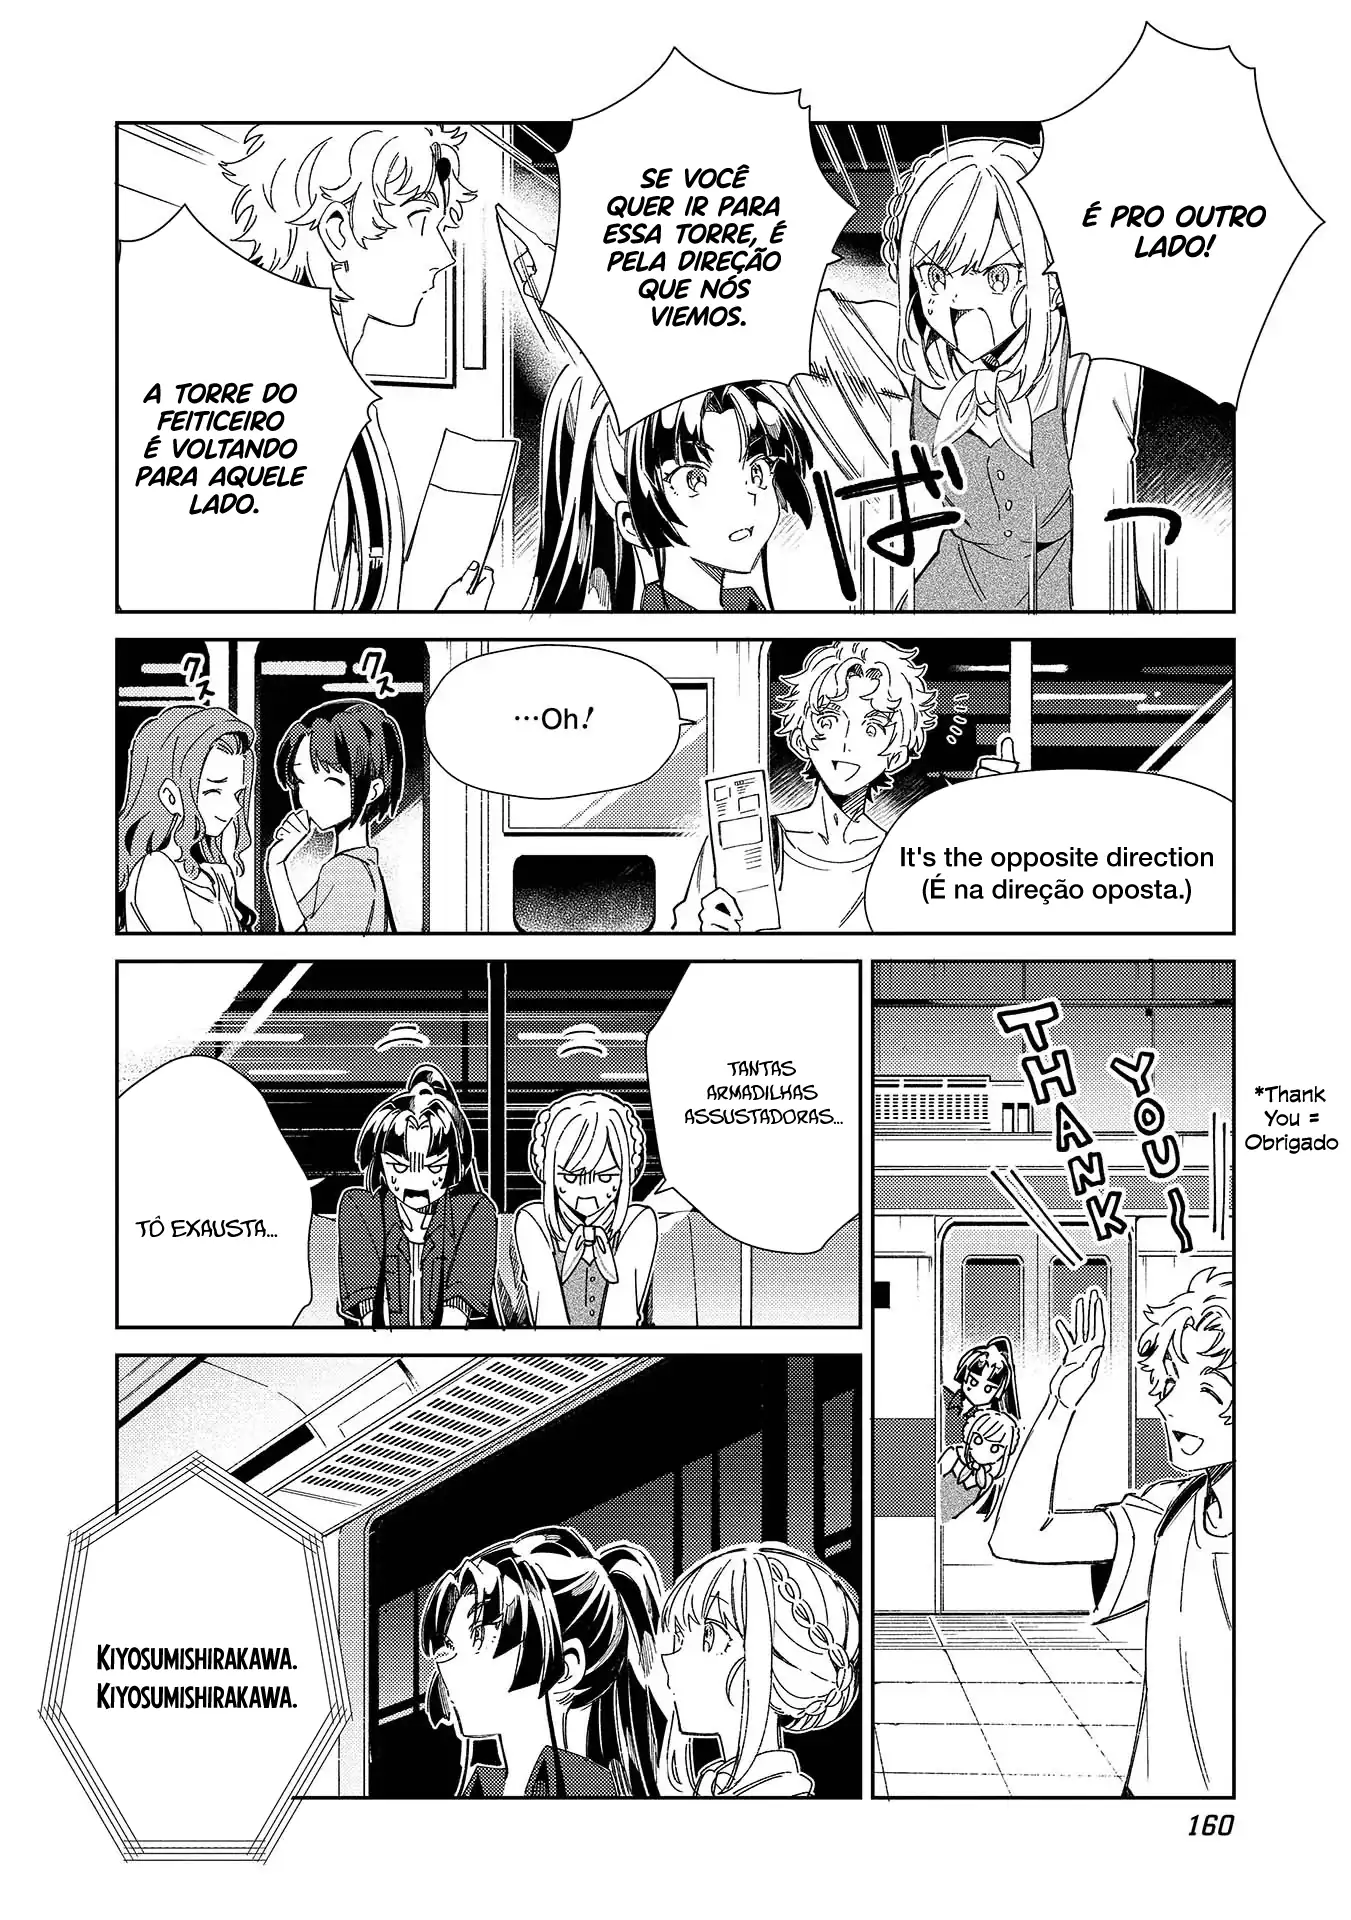 É PRO OUTRO
LADO!
SE VOCÊ
QUER IR PARA
ESSA TORRE, É
PELA DIREÇÃO
QUE NÓS
VIEMOS.
A TORRE DO
FEITICEIRO
É VOLTANDO
PARA AQUELE
LADO.
ばっ
It's the opposite direction
(É na direção oposta.)
…Oh!
クス
クス
THANK
YOU
*Thank
You =
Obrigado
TANTAS
ARMADILHAS
ASSUSTADORAS...
TÔ EXAUSTA...
KIYOSUMISHIRAKAWA.
KIYOSUMISHIRAKAWA.
160